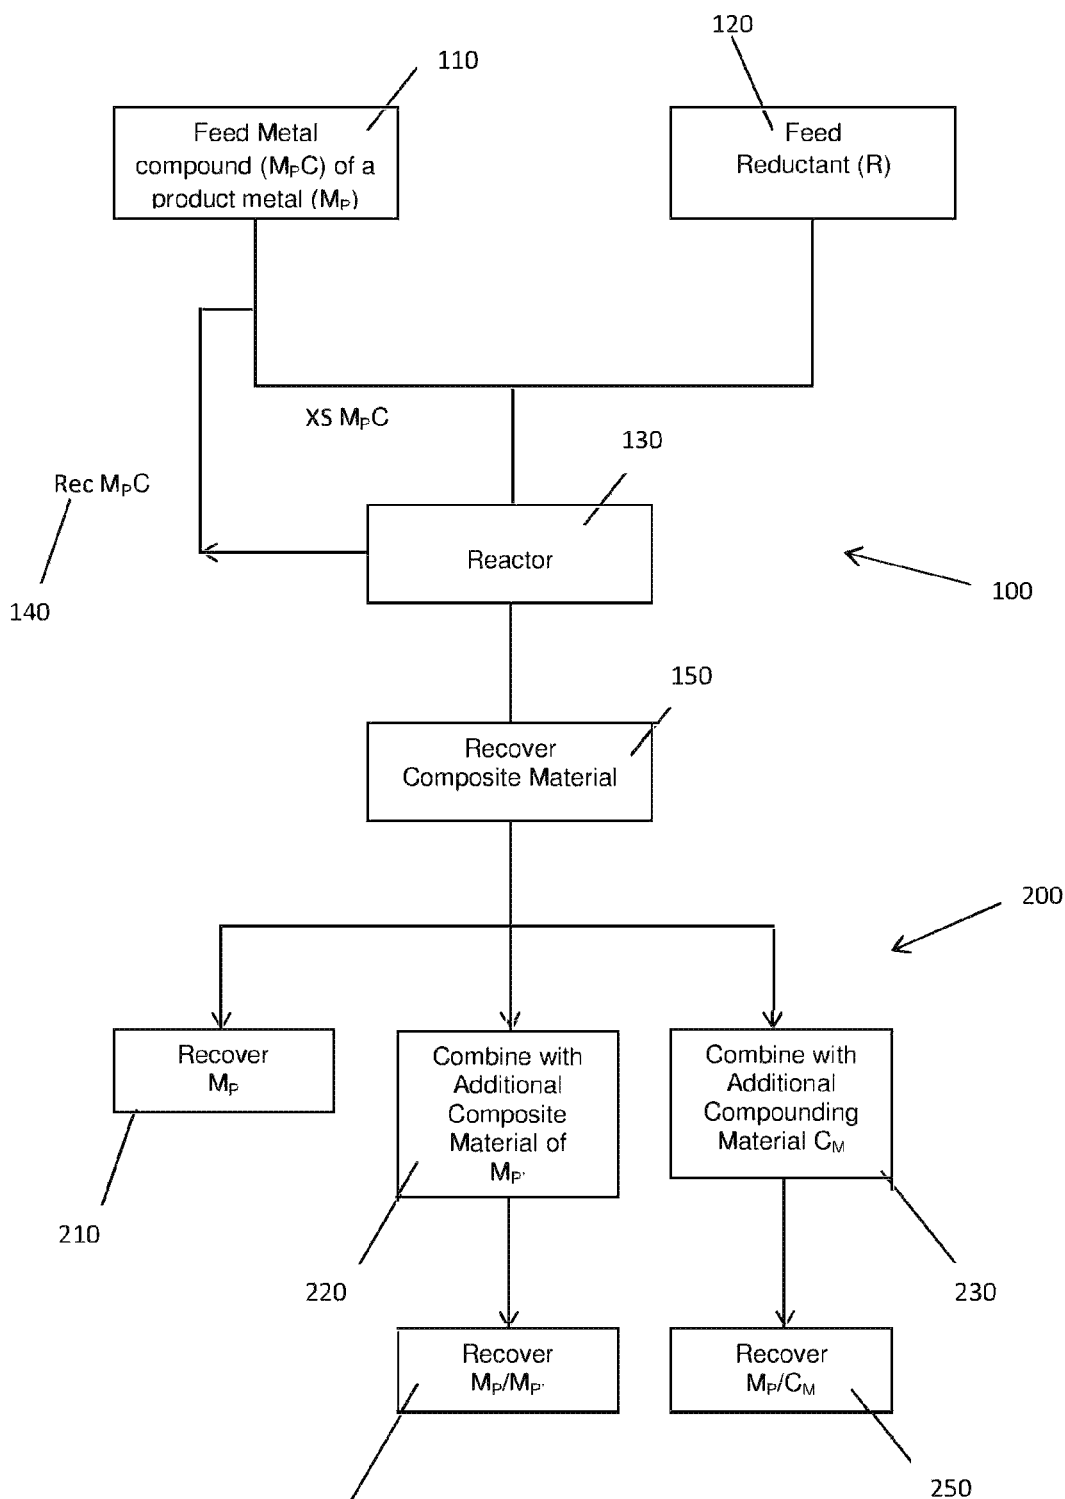 120
110
Feed Metal
compound (MₚC) of a
product metal (Mₚ)
Feed
Reductant (R)
XS MₚC
130
Rec MₚC
Reactor
100
140
150
Recover
Composite Material
200
Recover
Mₚ
Combine with
Additional
Composite
Material of
Mₚ'
Combine with
Additional
Compounding
Material Cₘ
210
220
230
Recover
Mₚ/Mₚ'
Recover
Mₚ/Cₘ
250